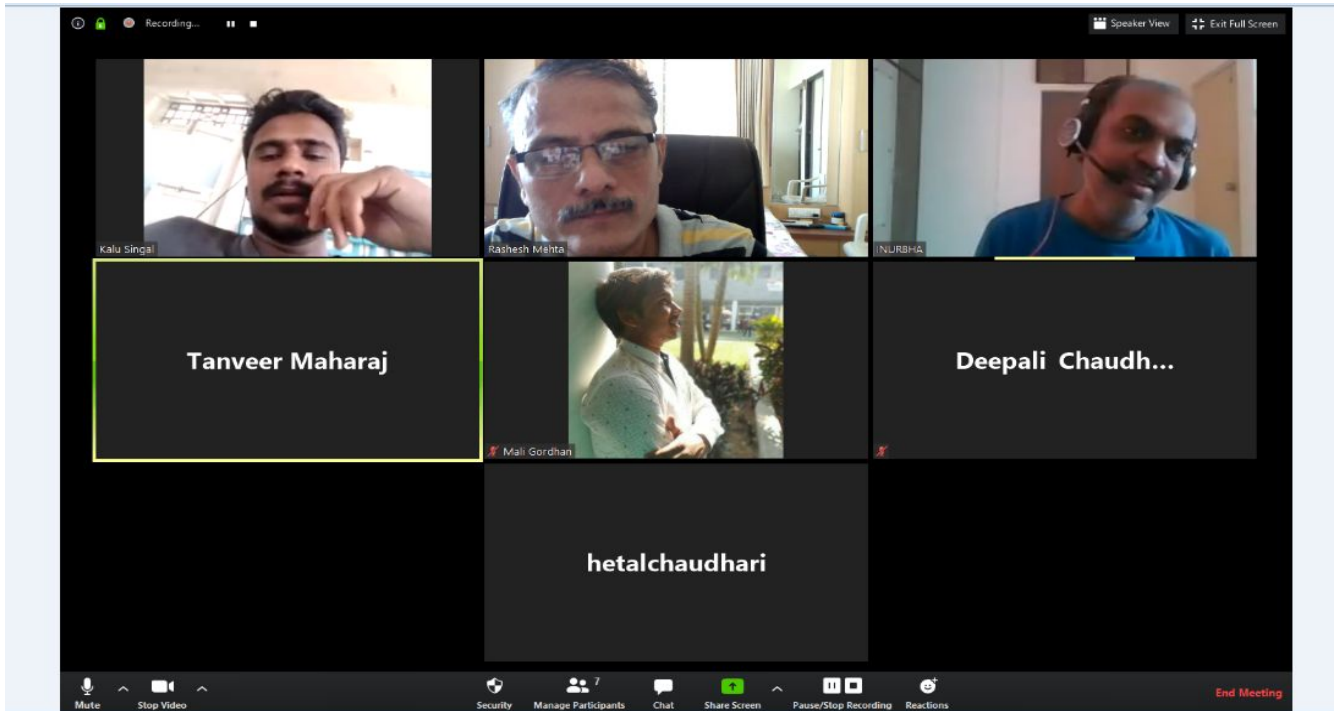 Recording...
Speaker View
Exit Full Screen
Kalu Singal
Rashesh Mehta
INURBHA
Tanveer Maharaj
Mali Gordhan
Deepali Chaudh...
hetalchaudhari
Mute
Stop Video
Security
7
Manage Participants
Chat
Share Screen
Pause/Stop Recording
Reactions
End Meeting